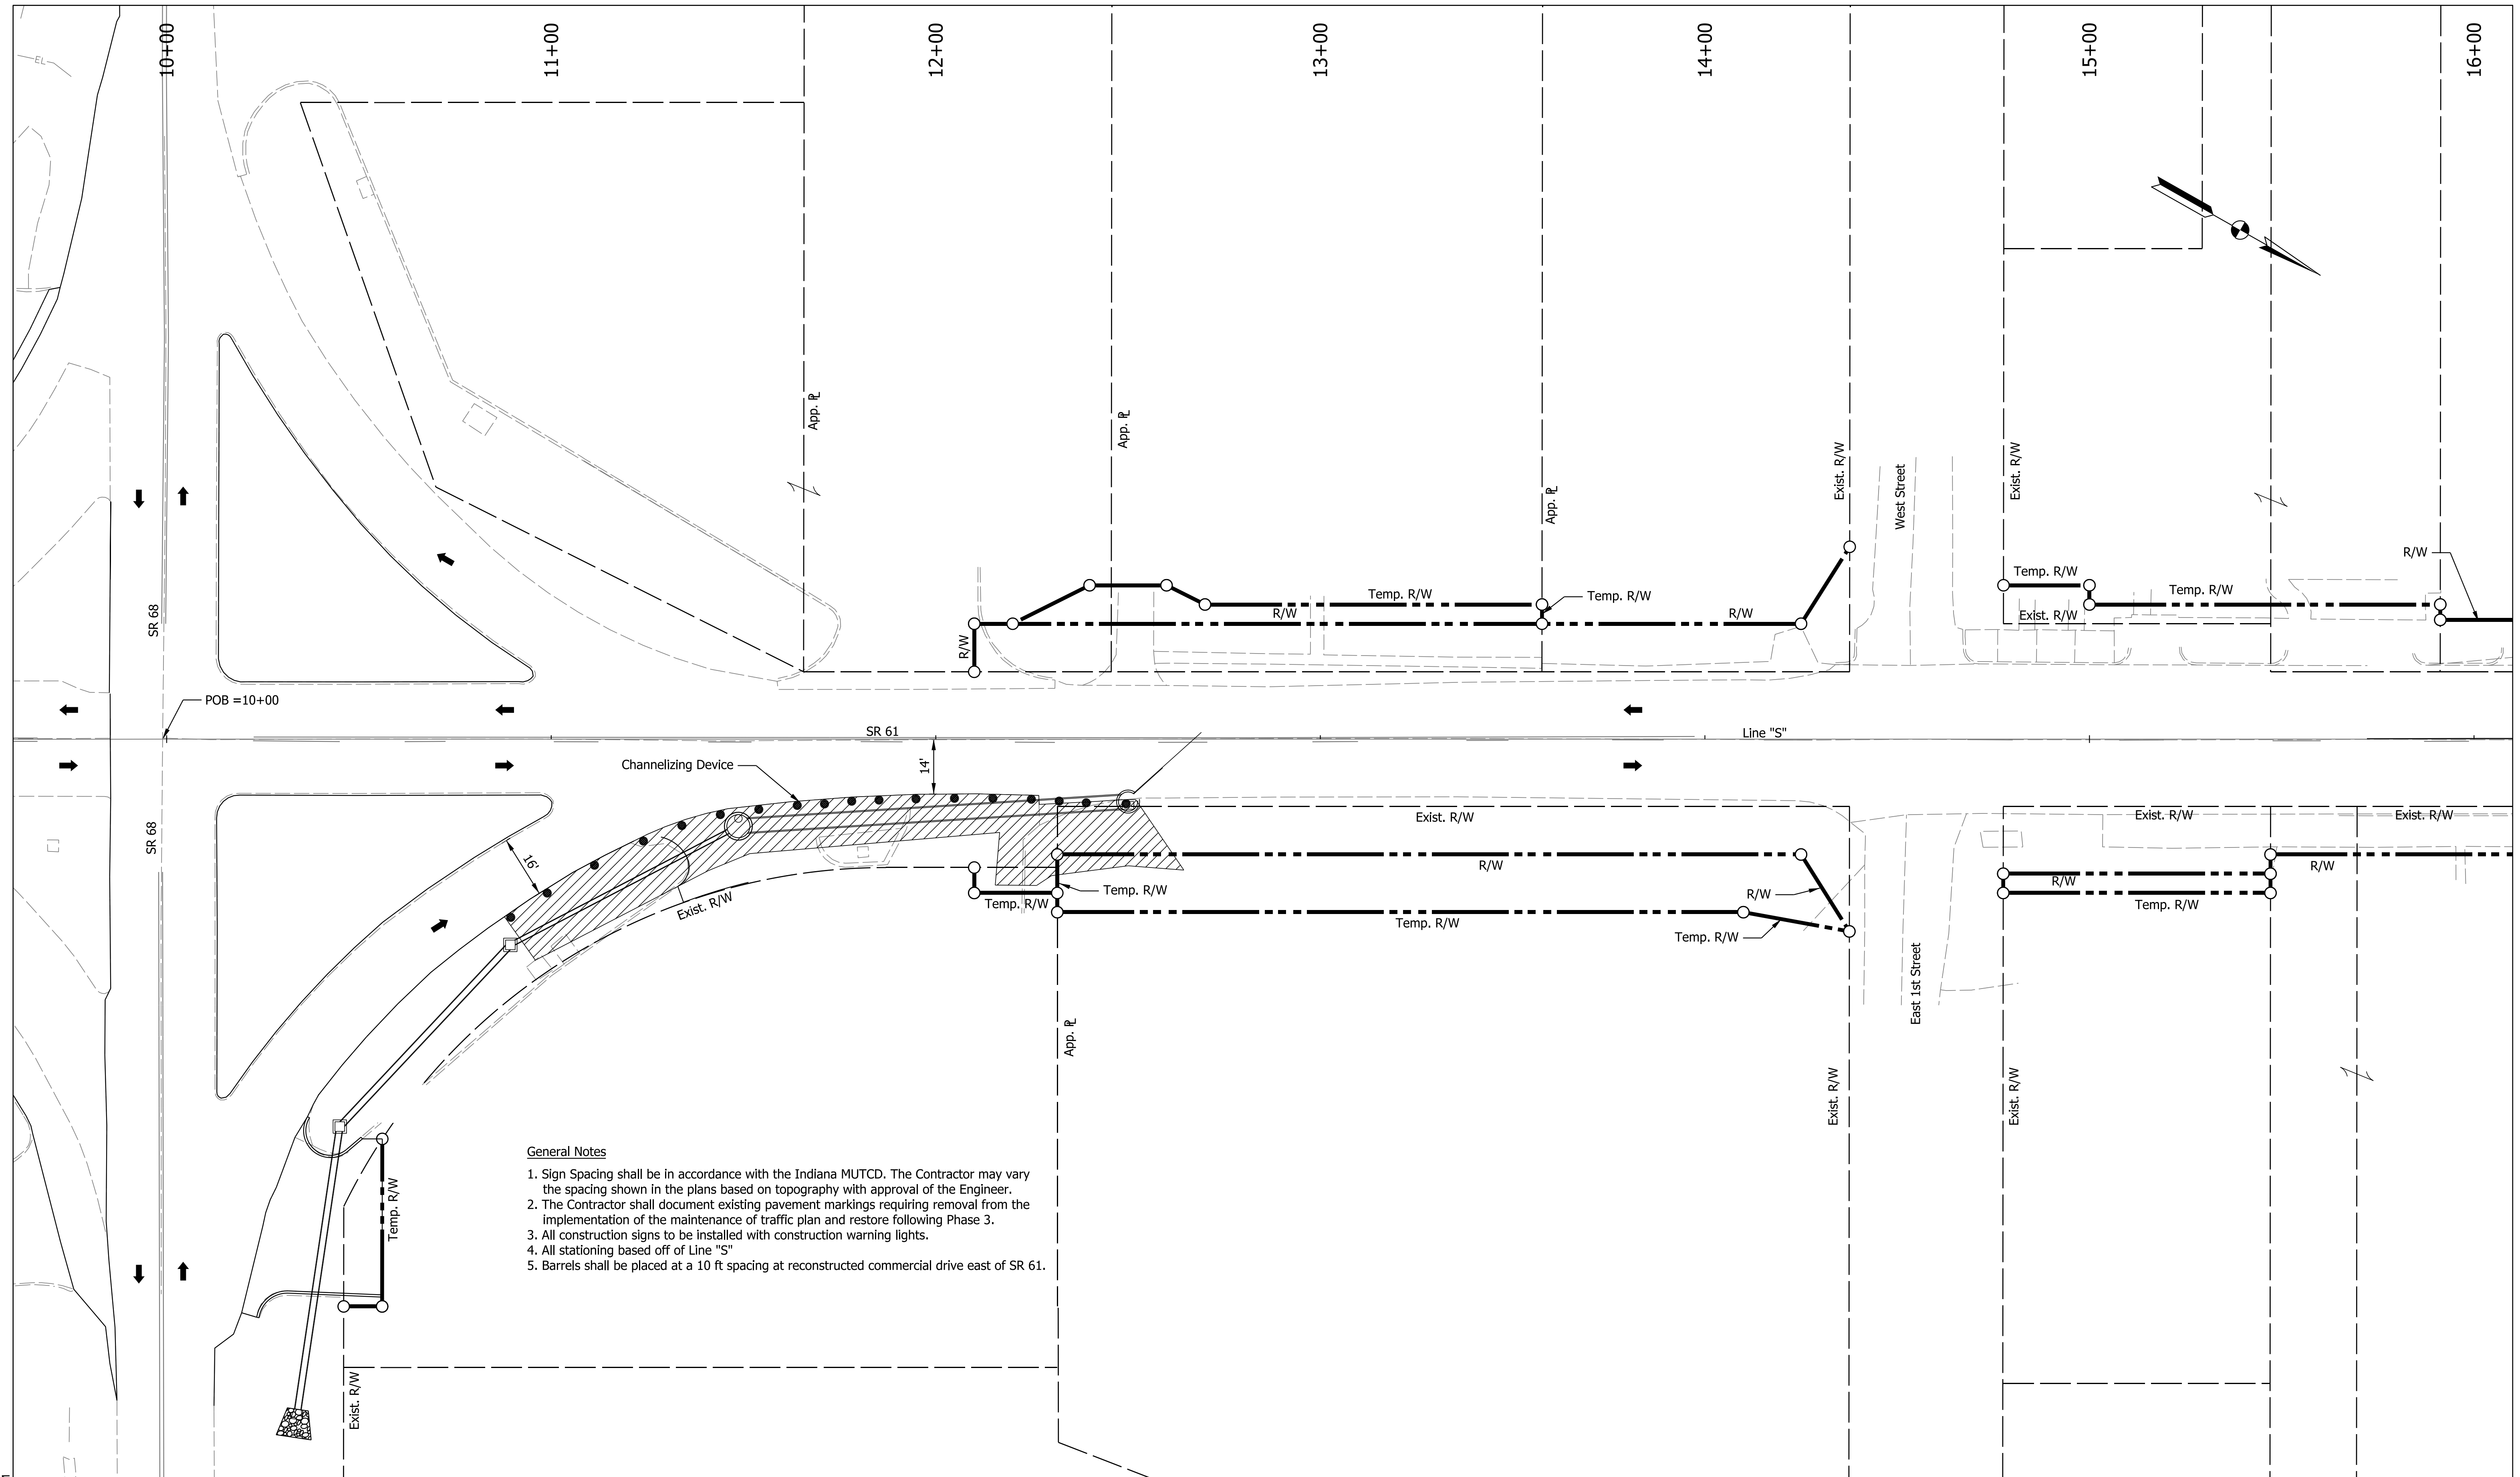 10+00
11+00
12+00
13+00
14+00
15+00
16+00
EL
App. PL
App. PL
App. PL
Exist. R/W
West Street
Exist. R/W
R/W
Temp. R/W
Temp. R/W
Temp. R/W
Temp. R/W
R/W
R/W
Exist. R/W
R/W
SR 68
POB =10+00
SR 61
Line "S"
Channelizing Device
14'
SR 68
16'
Exist. R/W
Exist. R/W
Exist. R/W
Exist. R/W
R/W
R/W
R/W
R/W
Temp. R/W
Temp. R/W
Temp. R/W
Temp. R/W
Temp. R/W
East 1st Street
App. PL
Exist. R/W
Exist. R/W
Temp. R/W
Exist. R/W
General Notes
1. Sign Spacing shall be in accordance with the Indiana MUTCD. The Contractor may vary
the spacing shown in the plans based on topography with approval of the Engineer.
2. The Contractor shall document existing pavement markings requiring removal from the
implementation of the maintenance of traffic plan and restore following Phase 3.
3. All construction signs to be installed with construction warning lights.
4. All stationing based off of Line "S"
5. Barrels shall be placed at a 10 ft spacing at reconstructed commercial drive east of SR 61.